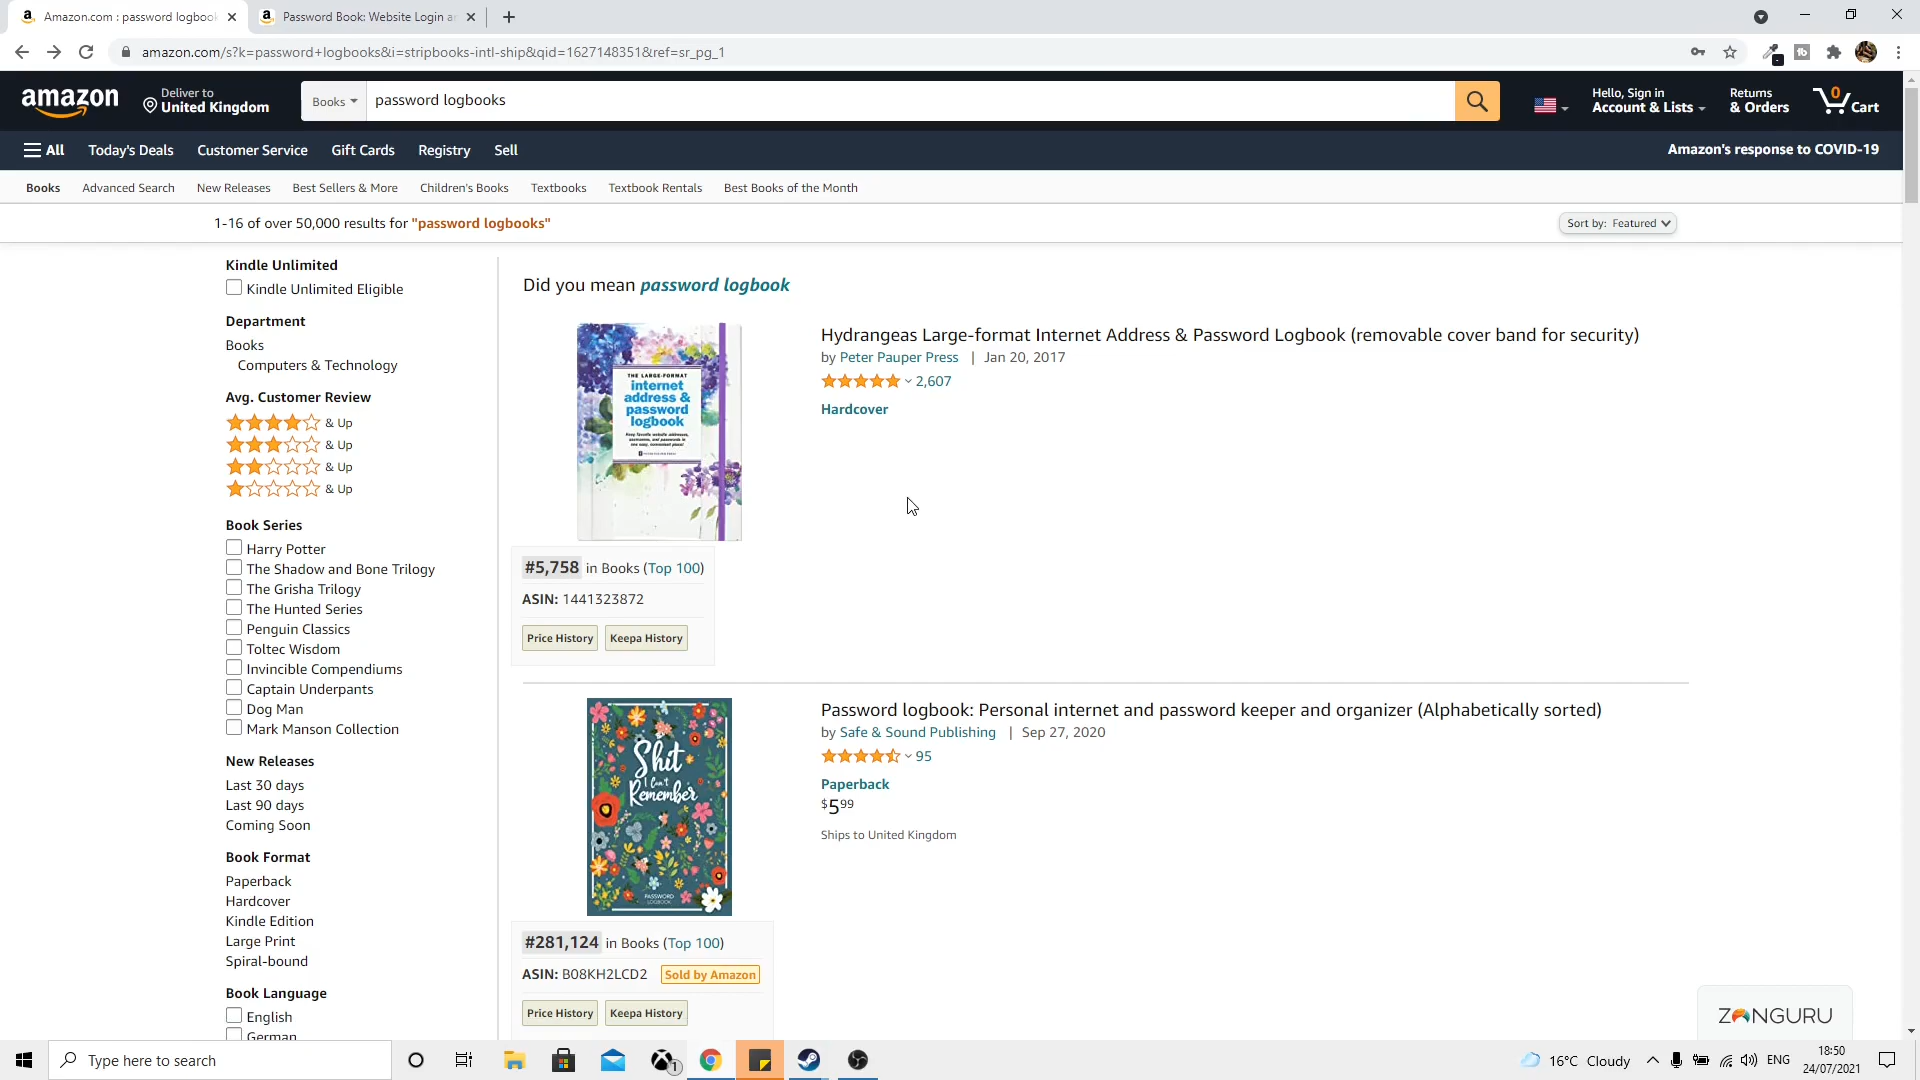 Amazon.com : password logbook
Password Book: Website Login an
amazon.com/s?k=password+logbooks&i=stripbooks-intl-ship&qid=1627148351&ref=sr_pg_1
amazon
Deliver to
United Kingdom
Books
password logbooks
Hello, Sign in
Account & Lists
Returns
& Orders
0
Cart
All
Today's Deals
Customer Service
Gift Cards
Registry
Sell
Amazon's response to COVID-19
Books
Advanced Search
New Releases
Best Sellers & More
Children's Books
Textbooks
Textbook Rentals
Best Books of the Month
1-16 of over 50,000 results for "password logbooks"
Sort by: Featured
Kindle Unlimited
Kindle Unlimited Eligible
Department
Books
Computers & Technology
Avg. Customer Review
& Up
& Up
& Up
& Up
Book Series
Harry Potter
The Shadow and Bone Trilogy
The Grisha Trilogy
The Hunted Series
Penguin Classics
Toltec Wisdom
Invincible Compendiums
Captain Underpants
Dog Man
Mark Manson Collection
New Releases
Last 30 days
Last 90 days
Coming Soon
Book Format
Paperback
Hardcover
Kindle Edition
Large Print
Spiral-bound
Book Language
English
German
Did you mean password logbook
THE LARGE-FORMAT
internet
address &
password
logbook
Hydrangeas Large-format Internet Address & Password Logbook (removable cover band for security)
by Peter Pauper Press | Jan 20, 2017
2,607
Hardcover
#5,758 in Books (Top 100)
ASIN: 1441323872
Price History
Keepa History
Shit
I Can't
Remember
PASSWORD
LOGBOOK
Password logbook: Personal internet and password keeper and organizer (Alphabetically sorted)
by Safe & Sound Publishing | Sep 27, 2020
95
Paperback
$5.99
Ships to United Kingdom
#281,124 in Books (Top 100)
ASIN: B08KH2LCD2
Sold by Amazon
Price History
Keepa History
ZONGURU
Type here to search
1
16°C Cloudy
ENG
18:50
24/07/2021